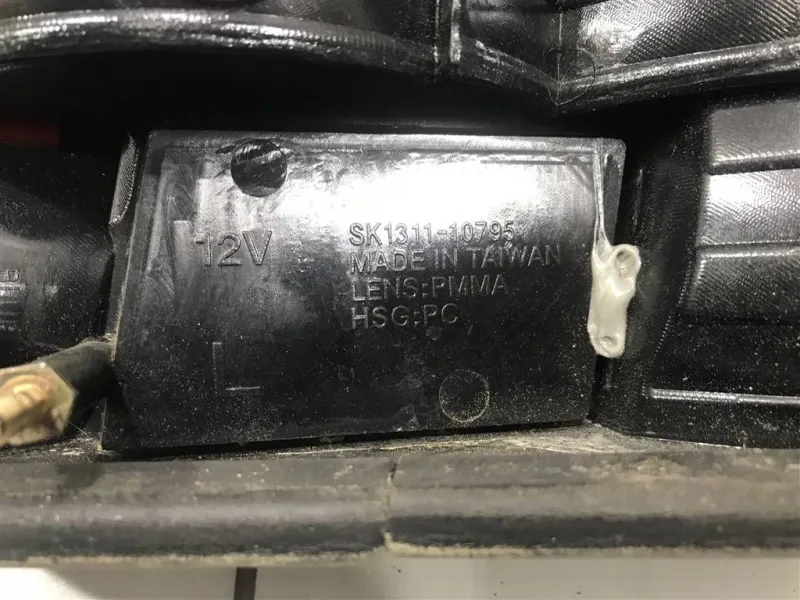 12V
SK1311-10795
MADE IN TAIWAN
LENS:PMMA
HSG:PC
L